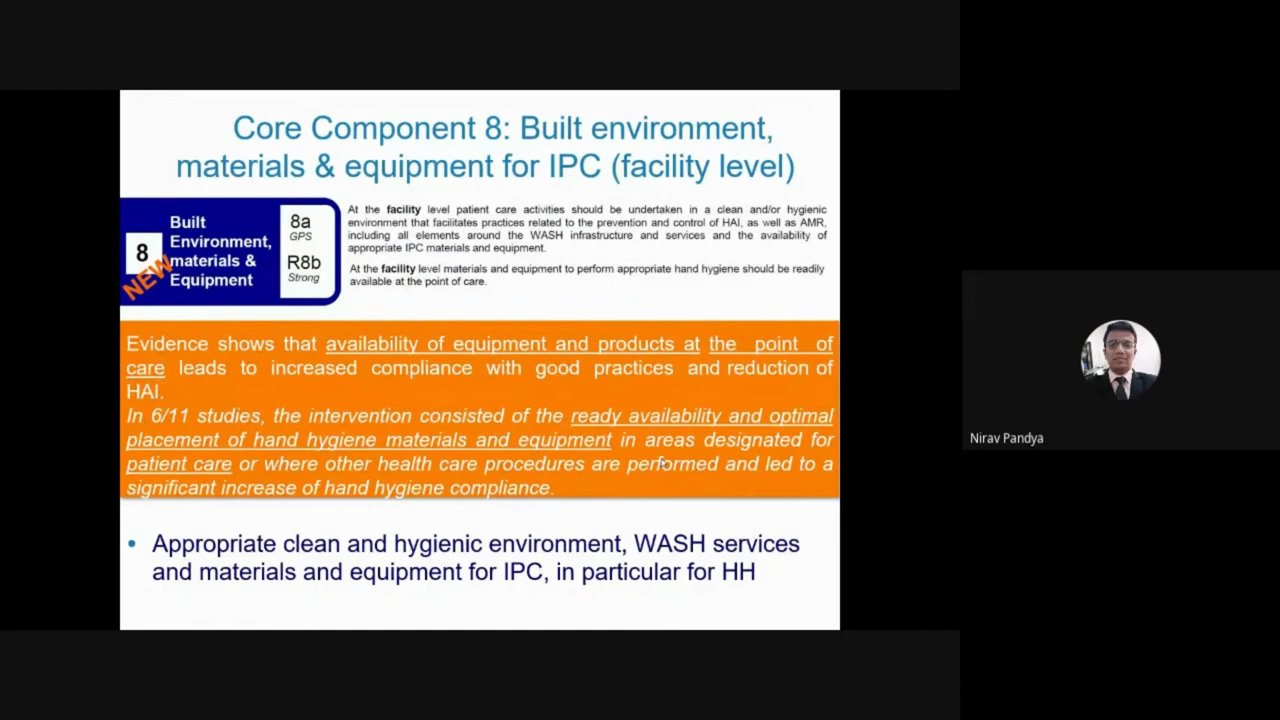 Core Component 8: Built environment,
materials & equipment for IPC (facility level)
8
NEW
Built
Environment,
materials &
Equipment
8a
GPS
R8b
Strong
At the facility level patient care activities should be undertaken in a clean and/or hygienic
environment that facilitates practices related to the prevention and control of HAI, as well as AMR,
including all elements around the WASH infrastructure and services and the availability of
appropriate IPC materials and equipment.
At the facility level materials and equipment to perform appropriate hand hygiene should be readily
available at the point of care.
Evidence shows that availability of equipment and products at the point of
care leads to increased compliance with good practices and reduction of
HAI.
In 6/11 studies, the intervention consisted of the ready availability and optimal
placement of hand hygiene materials and equipment in areas designated for
patient care or where other health care procedures are performed and led to a
significant increase of hand hygiene compliance.
• Appropriate clean and hygienic environment, WASH services
and materials and equipment for IPC, in particular for HH
Nirav Pandya